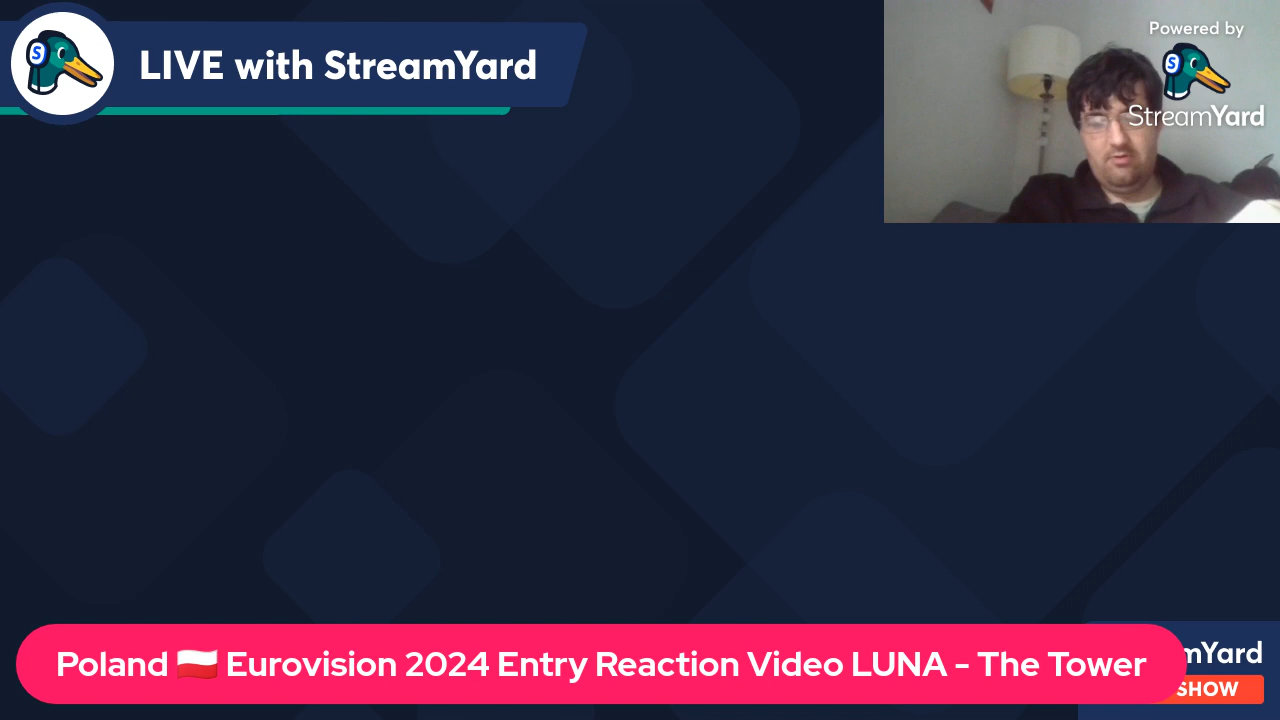 LIVE with StreamYard
S
Powered by
S
StreamYard
Poland 🇵🇱 Eurovision 2024 Entry Reaction Video LUNA - The Tower
mYard
SHOW